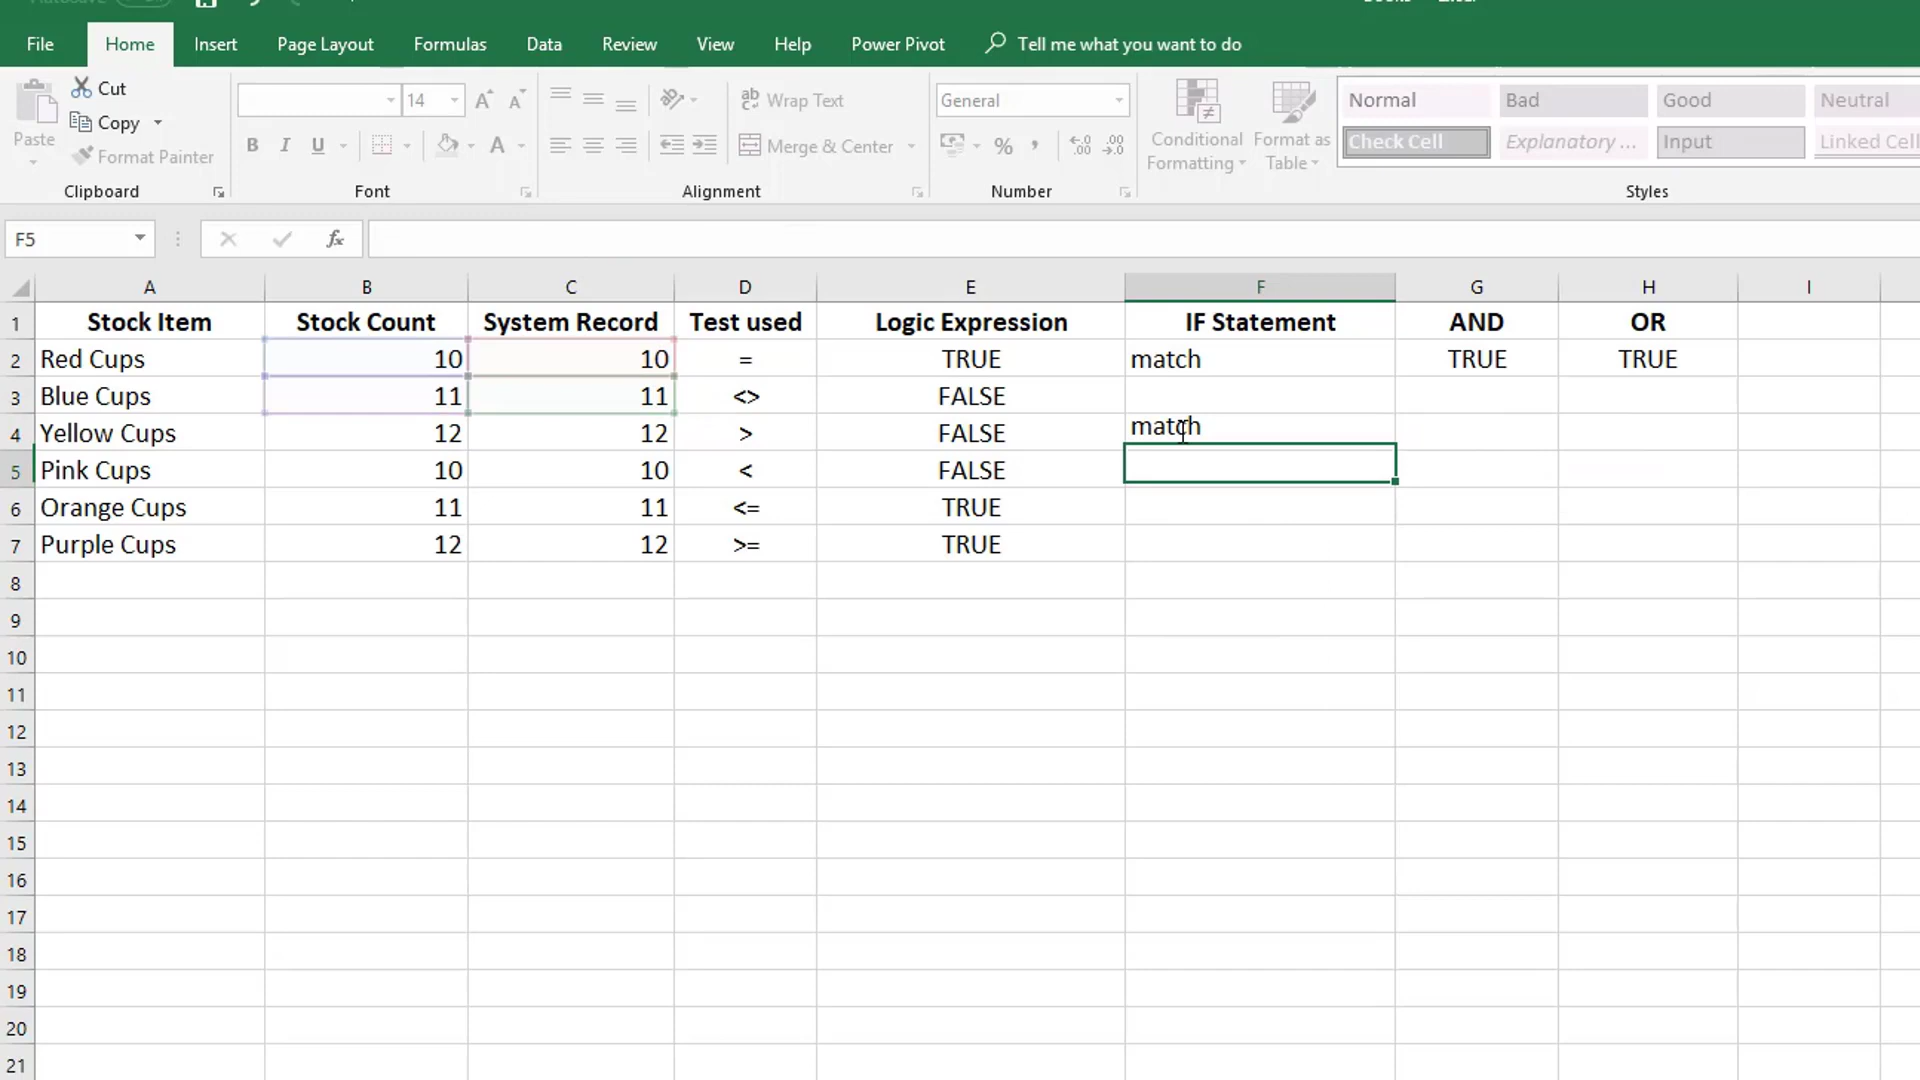 File Home Insert Page Layout Formulas Data Review View Help Power Pivot Tell me what you want to do
Cut
Copy
Format Painter
Paste
Clipboard
14
B I U A
Font
ab Wrap Text
Merge & Center
Alignment
General
% ,
Number
Conditional Formatting
Format as Table
Normal Bad Good Neutral
Check Cell Explanatory ... Input Linked Cell
Styles
F5 fx
A B C D E F G H I
1 Stock Item Stock Count System Record Test used Logic Expression IF Statement AND OR
2 Red Cups 10 10 = TRUE match TRUE TRUE
3 Blue Cups 11 11 <> FALSE
4 Yellow Cups 12 12 > FALSE match
5 Pink Cups 10 10 < FALSE
6 Orange Cups 11 11 <= TRUE
7 Purple Cups 12 12 >= TRUE
8
9
10
11
12
13
14
15
16
17
18
19
20
21